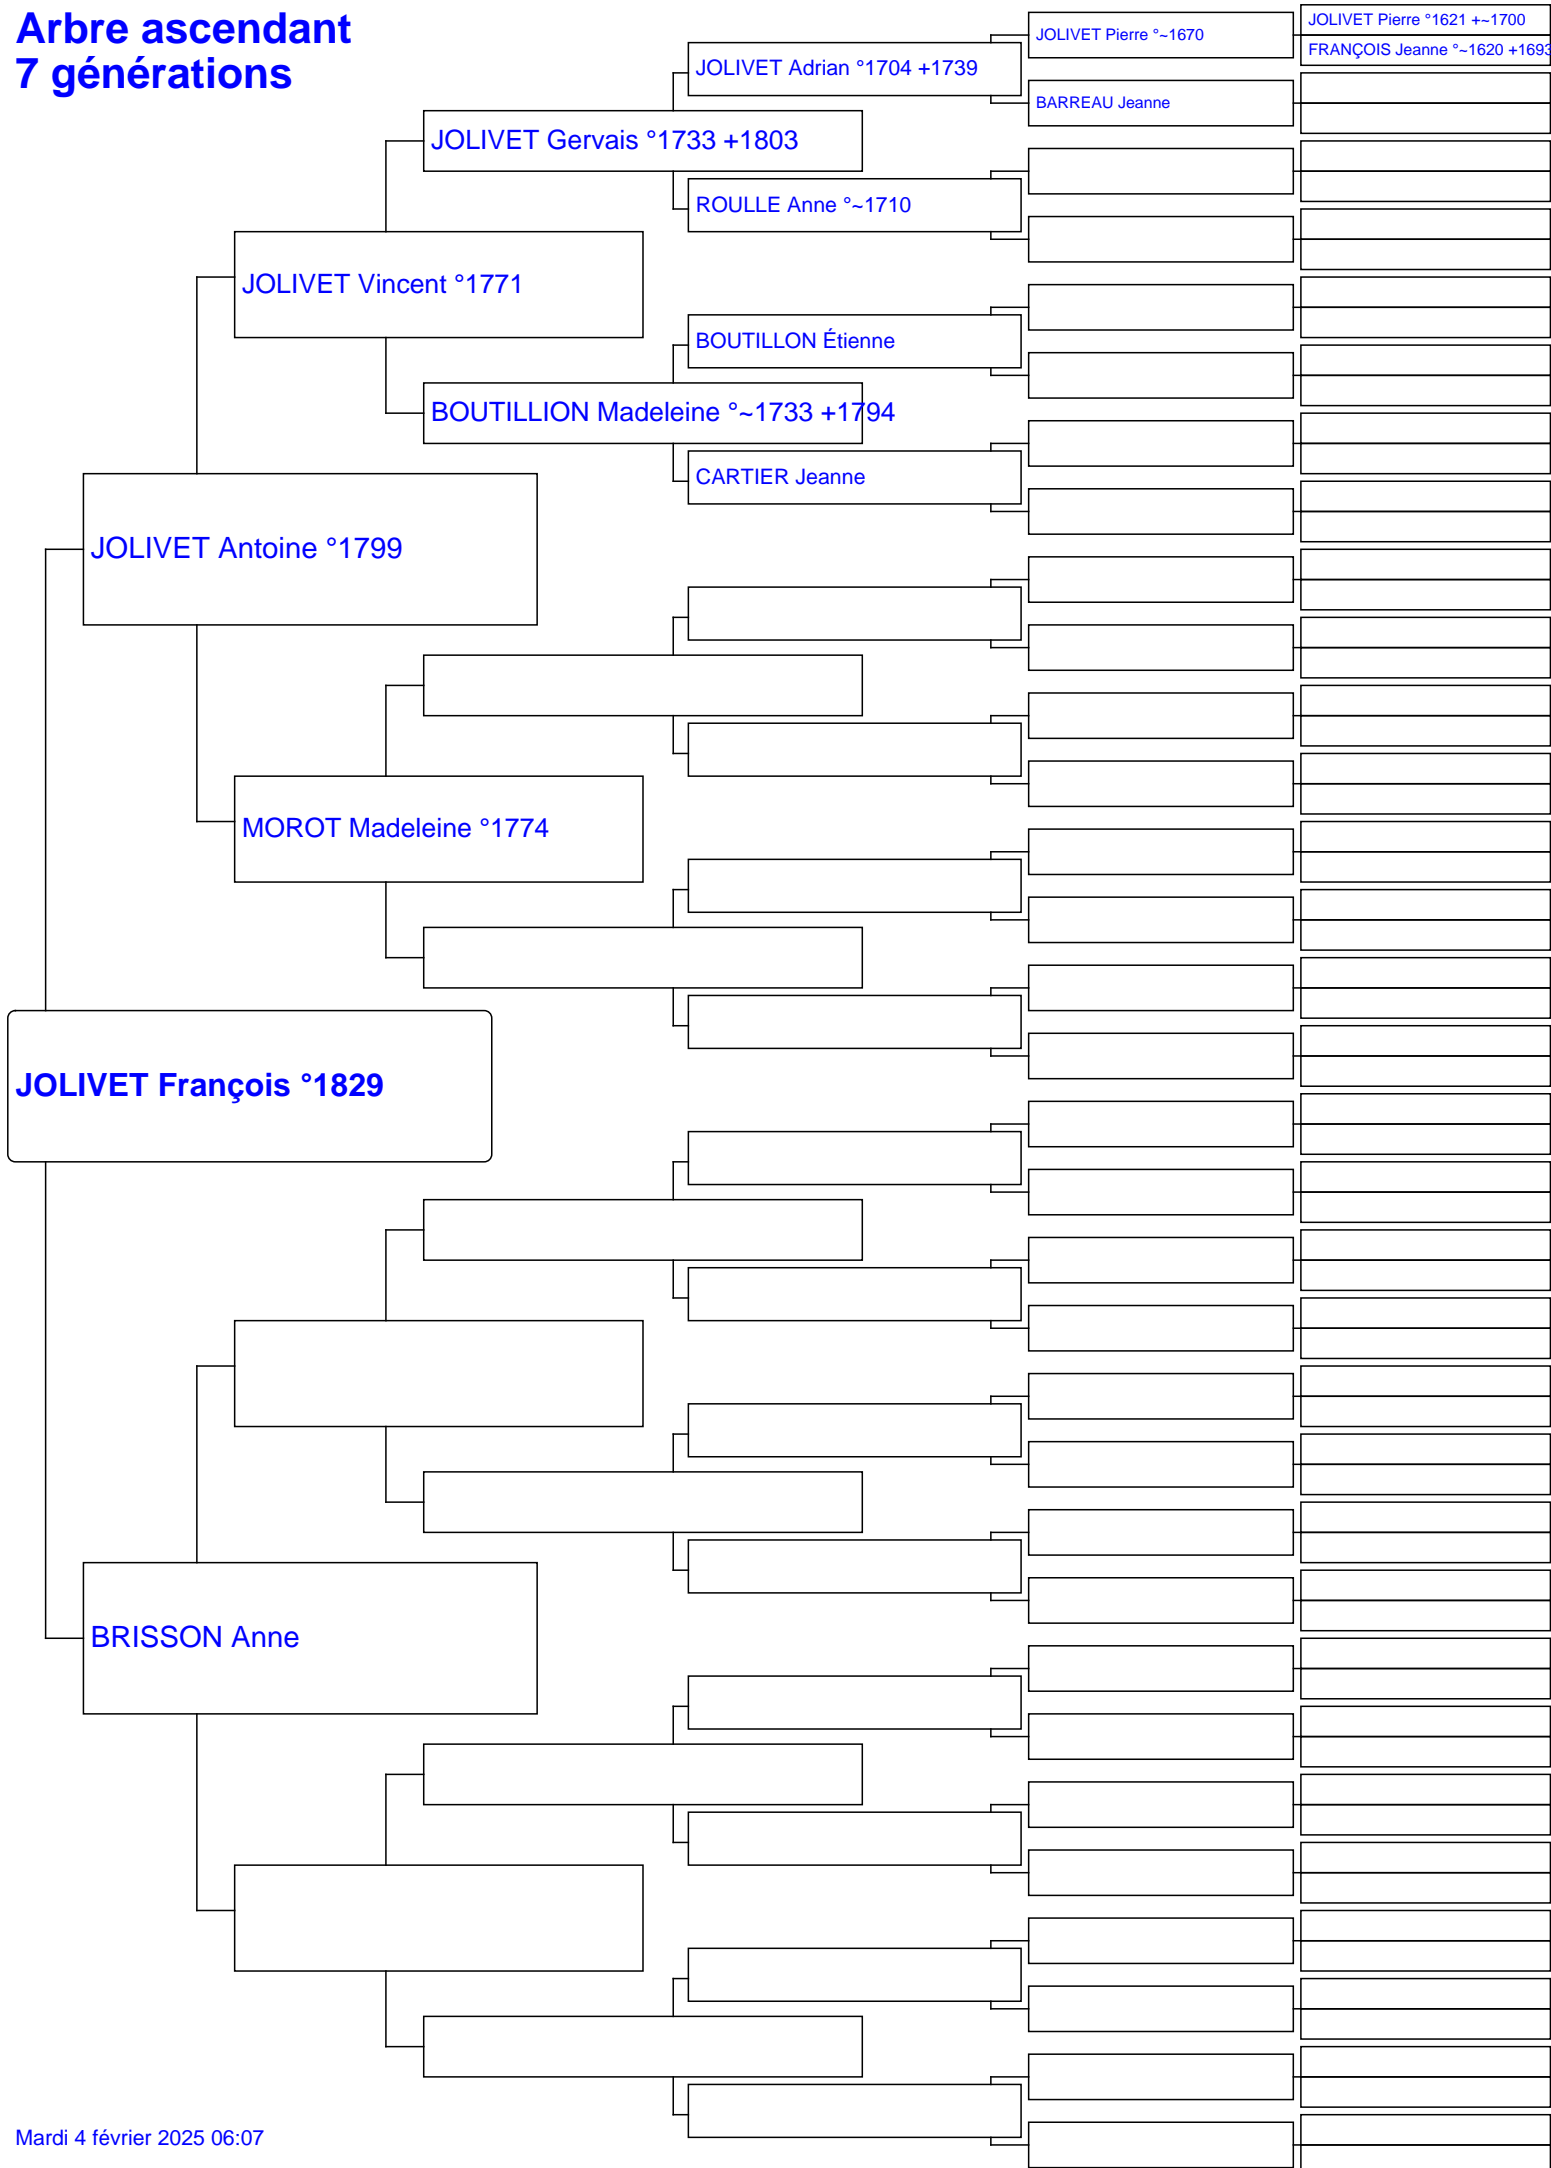 Arbre ascendant
7 générations
JOLIVET Pierre °1621 +~1700
JOLIVET Pierre °~1670
FRANÇOIS Jeanne °~1620 +1693
JOLIVET Adrian °1704 +1739
BARREAU Jeanne
JOLIVET Gervais °1733 +1803
ROULLE Anne °~1710
JOLIVET Vincent °1771
BOUTILLON Étienne
BOUTILLION Madeleine °~1733 +1794
CARTIER Jeanne
JOLIVET Antoine °1799
MOROT Madeleine °1774
JOLIVET François °1829
BRISSON Anne
Mardi 4 février 2025 06:07